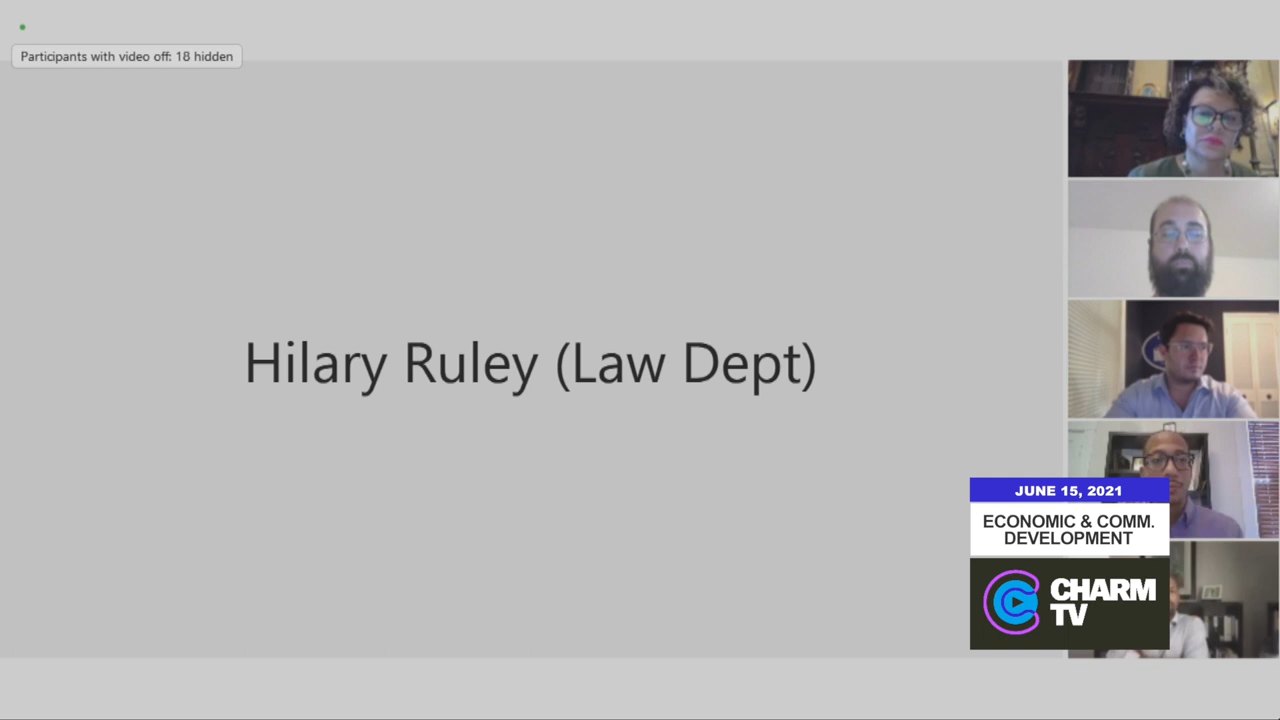 Participants with video off: 18 hidden
Hilary Ruley (Law Dept)
JUNE 15, 2021
ECONOMIC & COMM.
DEVELOPMENT
CHARM
TV